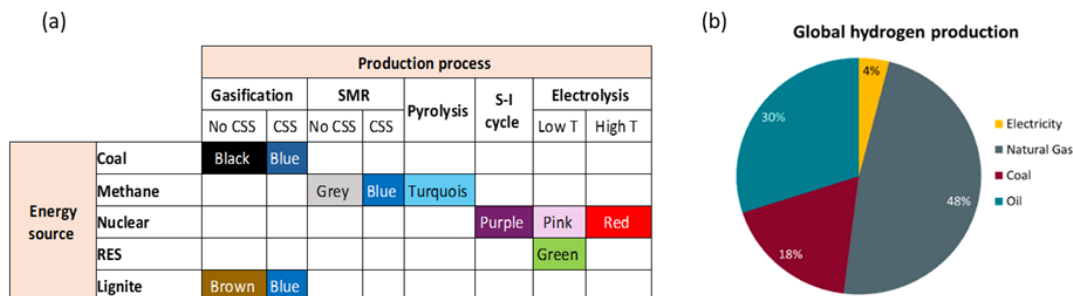 (a)
Production process
Gasification SMR Pyrolysis S-I cycle Electrolysis
No CSS CSS No CSS CSS Low T High T
Energy source
Coal Black Blue
Methane Grey Blue Turquois
Nuclear Purple Pink Red
RES Green
Lignite Brown Blue
(b)
Global hydrogen production
4%
30%
48%
18%
Electricity
Natural Gas
Coal
Oil